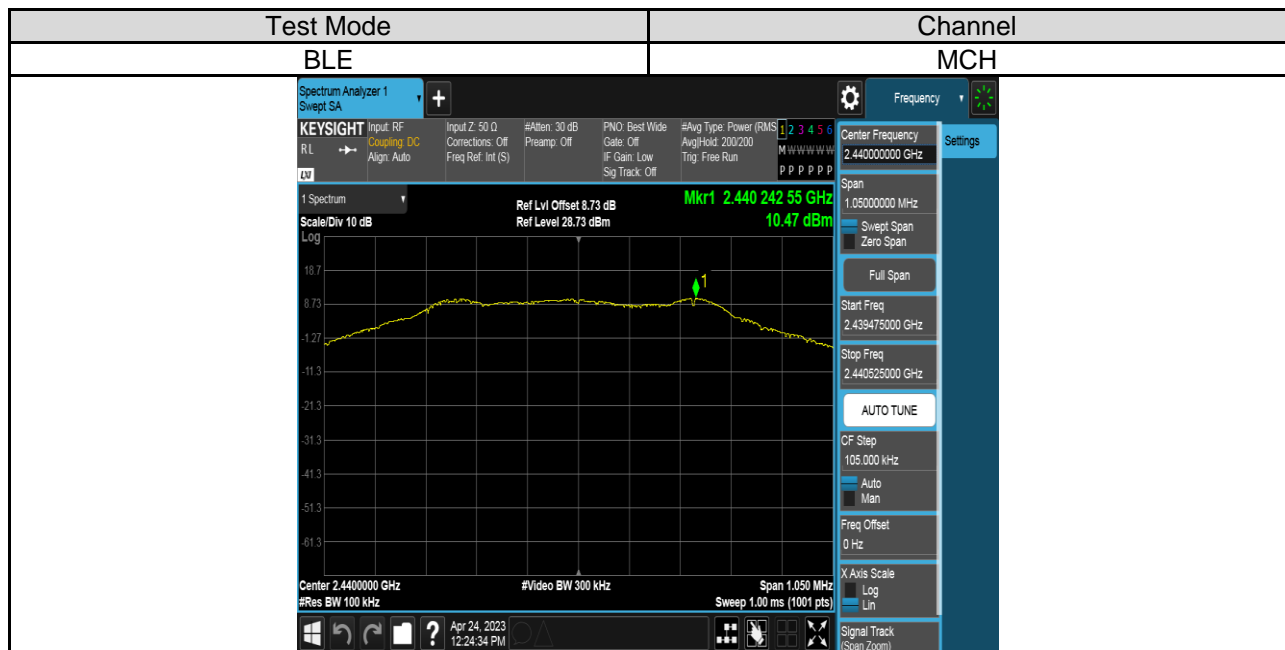 Test Mode Channel
BLE MCH
Spectrum Analyzer 1
Swept SA
+
Frequency
KEYSIGHT
RL
LXI
Input: RF
Coupling: DC
Align: Auto
Input Z: 50 Ω
Corrections: Off
Freq Ref: Int (S)
#Atten: 30 dB
Preamp: Off
PNO: Best Wide
Gate: Off
IF Gain: Low
Sig Track: Off
#Avg Type: Power (RMS
Avg|Hold: 200/200
Trig: Free Run
1 2 3 4 5 6
M W W W W W
P P P P P P
1 Spectrum
Scale/Div 10 dB
Log
Ref Lvl Offset 8.73 dB
Ref Level 28.73 dBm
Mkr1 2.440 242 55 GHz
10.47 dBm
1
18.7
8.73
-1.27
-11.3
-21.3
-31.3
-41.3
-51.3
-61.3
Center 2.4400000 GHz
#Res BW 100 kHz
#Video BW 300 kHz
Span 1.050 MHz
Sweep 1.00 ms (1001 pts)
?
Apr 24, 2023
12:24:34 PM
Center Frequency
2.440000000 GHz
Settings
Span
1.05000000 MHz
Swept Span
Zero Span
Full Span
Start Freq
2.439475000 GHz
Stop Freq
2.440525000 GHz
AUTO TUNE
CF Step
105.000 kHz
Auto
Man
Freq Offset
0 Hz
X Axis Scale
Log
Lin
Signal Track
(Span Zoom)